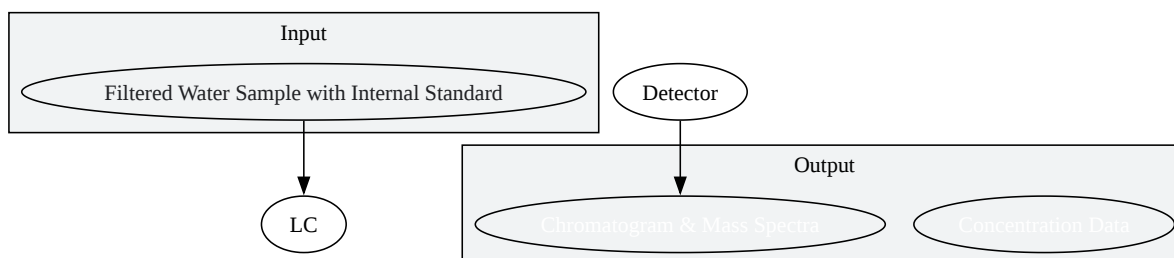 Input
Filtered Water Sample with Internal Standard
Detector
Output
LC
Chromatogram & Mass Spectra
Concentration Data